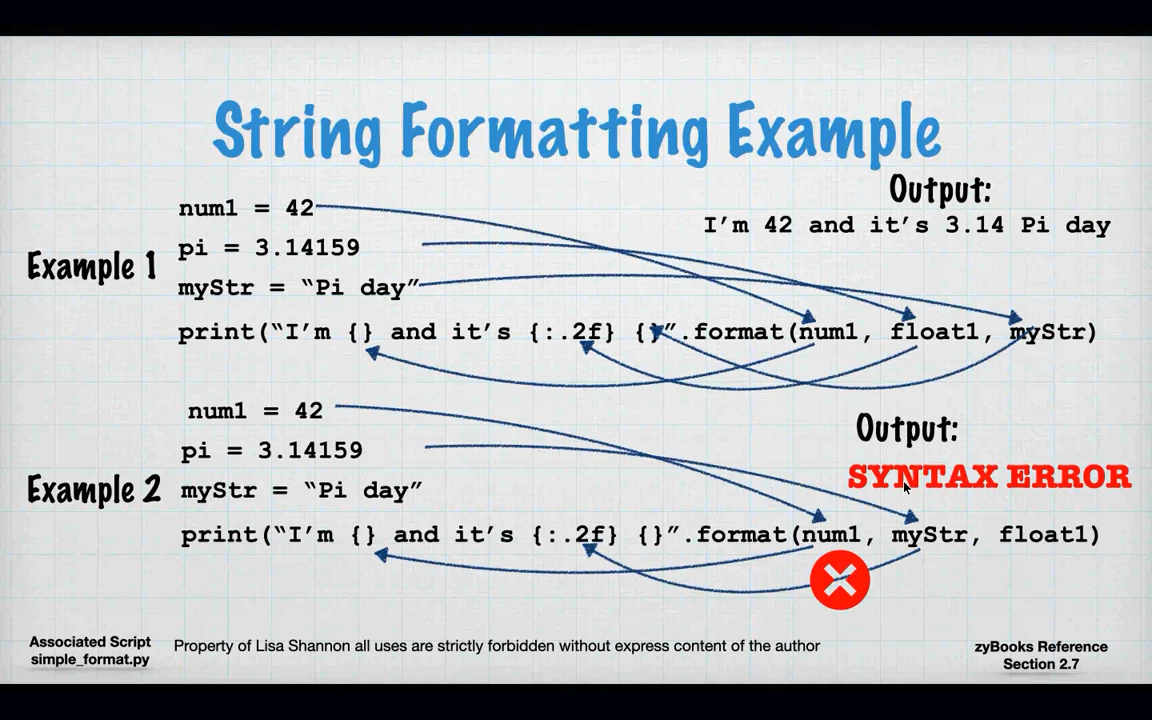 String Formatting Example
Output:
I'm 42 and it's 3.14 Pi day
Example 1
num1 = 42
pi = 3.14159
myStr = “Pi day”
print(“I'm {} and it's {:.2f} {}”.format(num1, float1, myStr)
Example 2
num1 = 42
pi = 3.14159
myStr = “Pi day”
print(“I'm {} and it's {:.2f} {}”.format(num1, myStr, float1)
Output:
SYNTAX ERROR
Associated Script
simple_format.py
Property of Lisa Shannon all uses are strictly forbidden without express content of the author
zyBooks Reference
Section 2.7